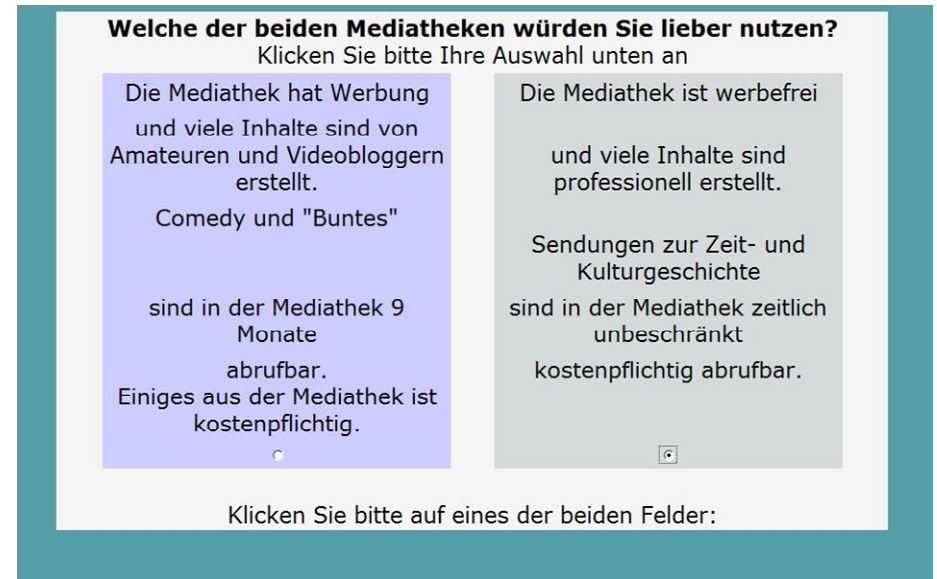 Welche der beiden Mediatheken würden Sie lieber nutzen?
Klicken Sie bitte Ihre Auswahl unten an
Die Mediathek hat Werbung
und viele Inhalte sind von
Amateuren und Videobloggern
erstellt.
Comedy und "Buntes"
sind in der Mediathek 9
Monate
abrufbar.
Einiges aus der Mediathek ist
kostenpflichtig.
Die Mediathek ist werbefrei
und viele Inhalte sind
professionell erstellt.
Sendungen zur Zeit- und
Kulturgeschichte
sind in der Mediathek zeitlich
unbeschränkt
kostenpflichtig abrufbar.
Klicken Sie bitte auf eines der beiden Felder: